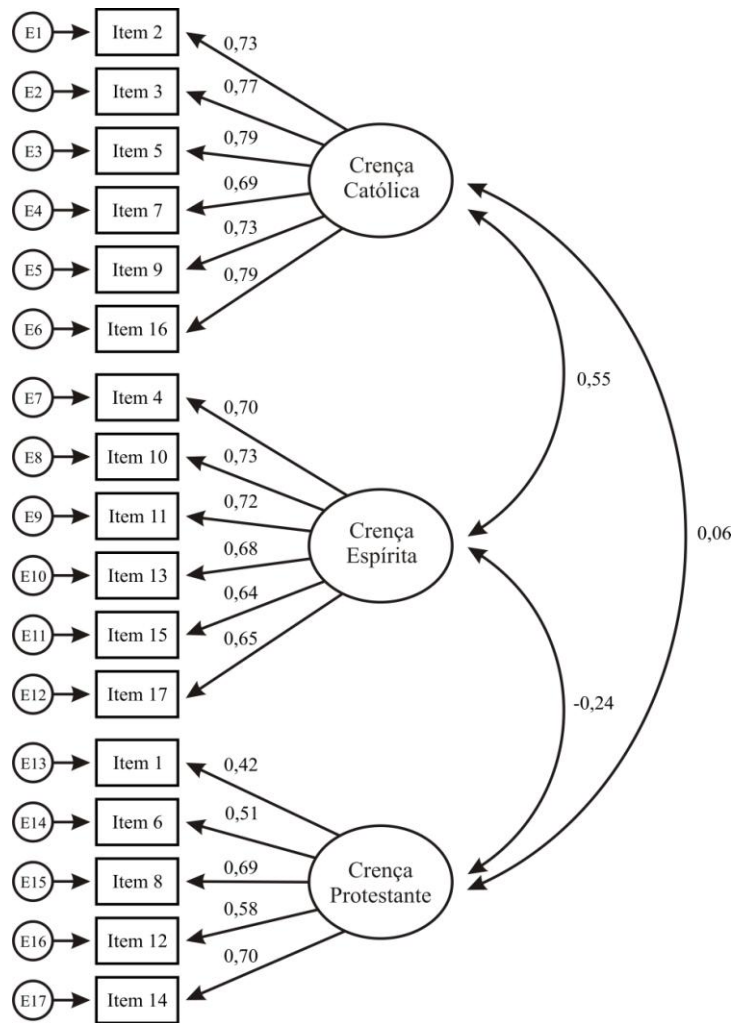 E1
Item 2
0,73
E2
Item 3
0,77
E3
Item 5
0,79
E4
Item 7
0,69
E5
Item 9
0,73
E6
Item 16
0,79
Crença
Católica
E7
Item 4
0,70
E8
Item 10
0,73
E9
Item 11
0,72
E10
Item 13
0,68
E11
Item 15
0,64
E12
Item 17
0,65
Crença
Espírita
E13
Item 1
0,42
E14
Item 6
0,51
E15
Item 8
0,69
E16
Item 12
0,58
E17
Item 14
0,70
Crença
Protestante
0,55
0,06
-0,24